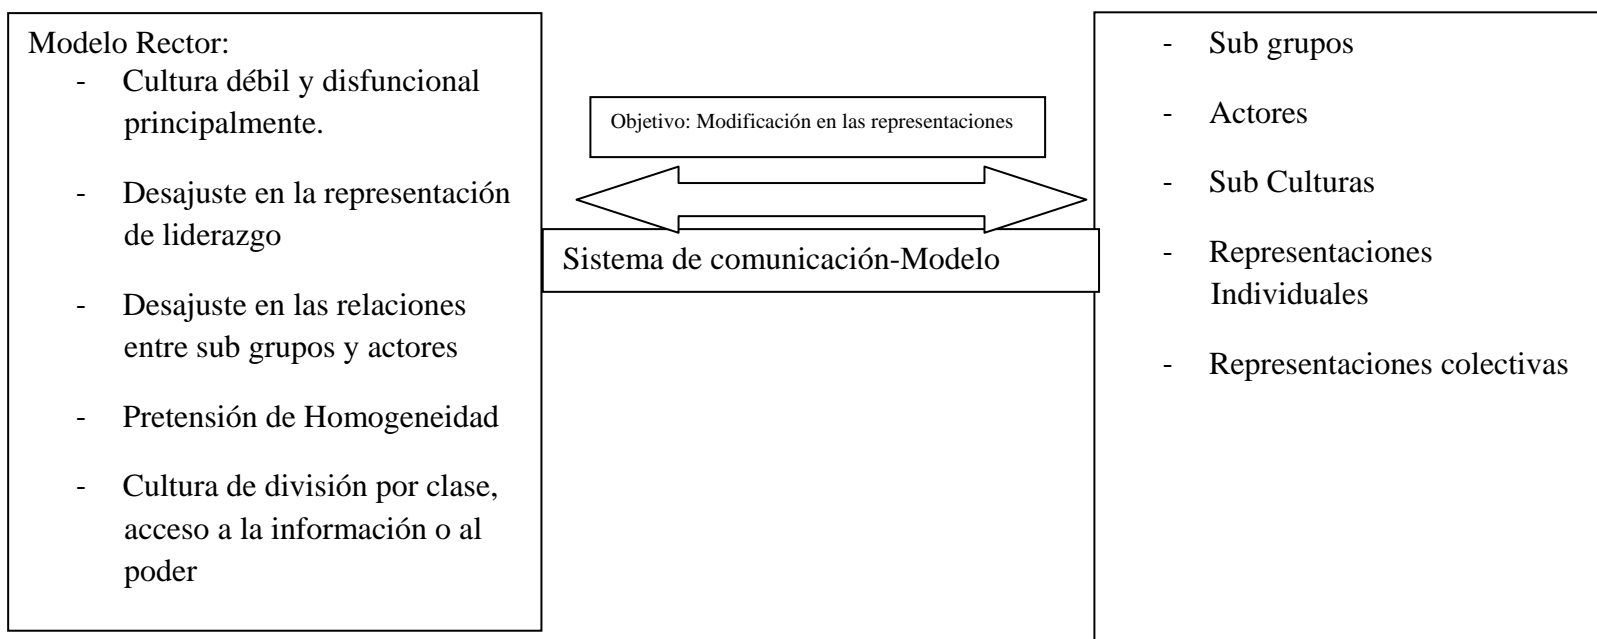 Modelo Rector:
- Cultura débil y disfuncional
principalmente.
- Desajuste en la representación
de liderazgo
- Desajuste en las relaciones
entre sub grupos y actores
- Pretensión de Homogeneidad
- Cultura de división por clase,
acceso a la información o al
poder
Objetivo: Modificación en las representaciones
Sistema de comunicación-Modelo
- Sub grupos
- Actores
- Sub Culturas
- Representaciones
Individuales
- Representaciones colectivas